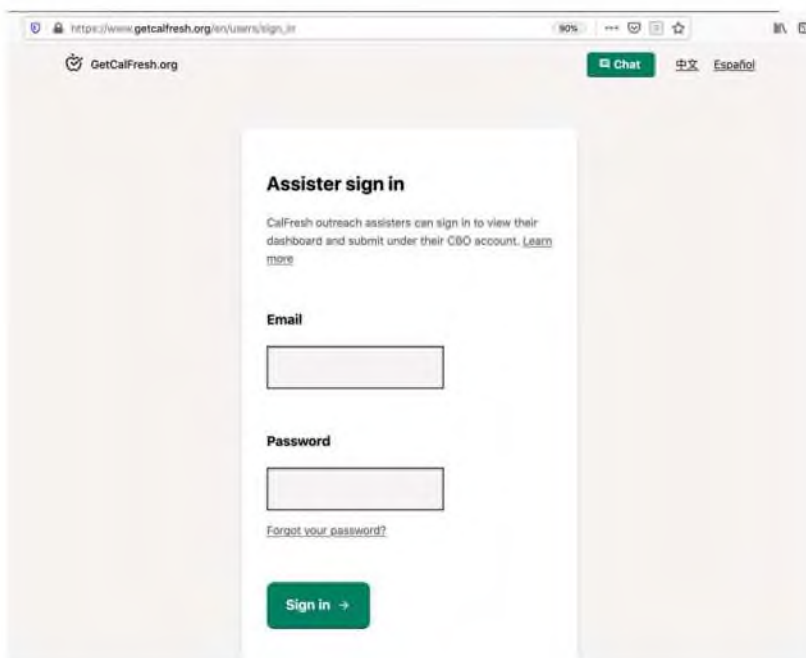 https://www.getcalfresh.org/en/users/sign_in 90%
GetCalFresh.org Chat 中文 Español
Assister sign in
CalFresh outreach assisters can sign in to view their
dashboard and submit under their CBO account. Learn
more
Email
Password
Forgot your password?
Sign in →